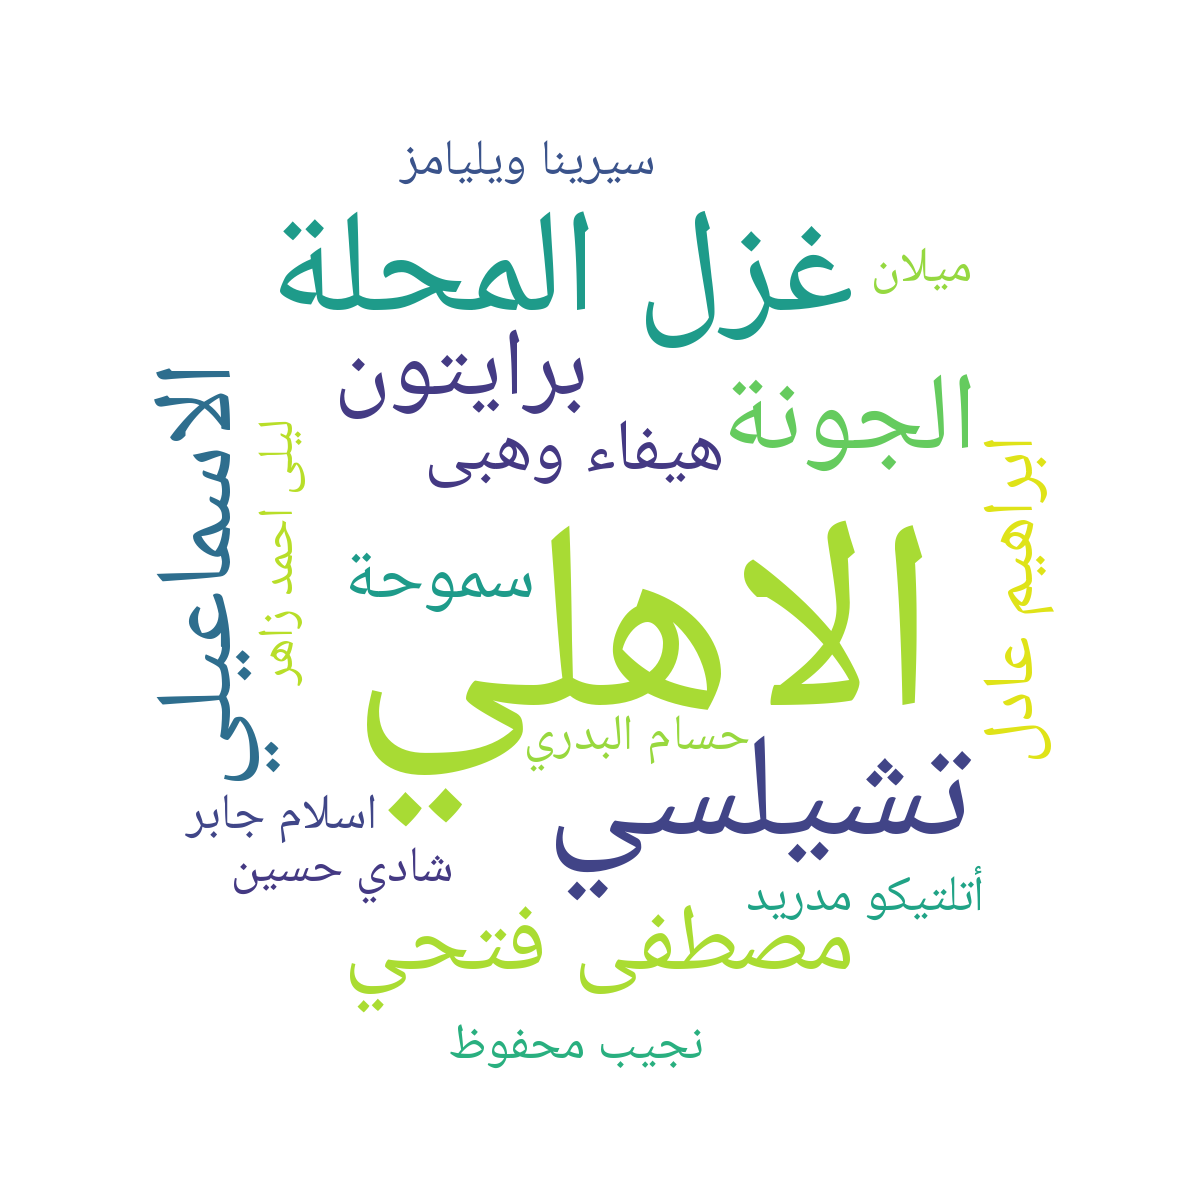 سيرينا ويليامز
غزل المحلة
ميلان
برايتون
الجونة
هيفاء وهبى
الاسماعيلي
ليلى احمد زاهر
ابراهيم عادل
سموحة
الاهلي
حسام البدري
تشيلسي
اسلام جابر
شادي حسين
أتلتيكو مدريد
مصطفى فتحي
نجيب محفوظ